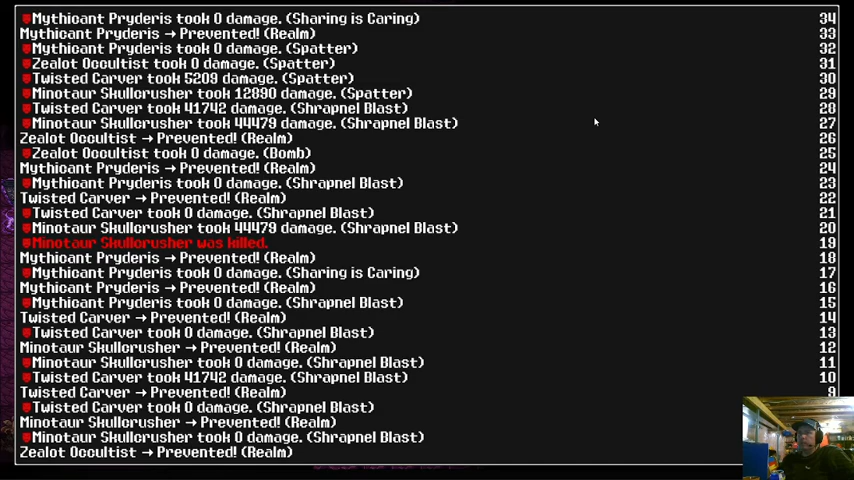 Mythicant Pryderis took 0 damage. (Sharing is Caring) 34
Mythicant Pryderis → Prevented! (Realm) 33
Mythicant Pryderis took 0 damage. (Spatter) 32
Zealot Occultist took 0 damage. (Spatter) 31
Twisted Carver took 5209 damage. (Spatter) 30
Minotaur Skullcrusher took 12890 damage. (Spatter) 29
Twisted Carver took 41742 damage. (Shrapnel Blast) 28
Minotaur Skullcrusher took 44479 damage. (Shrapnel Blast) 27
Zealot Occultist → Prevented! (Realm) 26
Zealot Occultist took 0 damage. (Bomb) 25
Mythicant Pryderis → Prevented! (Realm) 24
Mythicant Pryderis took 0 damage. (Shrapnel Blast) 23
Twisted Carver → Prevented! (Realm) 22
Twisted Carver took 0 damage. (Shrapnel Blast) 21
Minotaur Skullcrusher took 44479 damage. (Shrapnel Blast) 20
Minotaur Skullcrusher was killed. 19
Mythicant Pryderis → Prevented! (Realm) 18
Mythicant Pryderis took 0 damage. (Sharing is Caring) 17
Mythicant Pryderis → Prevented! (Realm) 16
Mythicant Pryderis took 0 damage. (Shrapnel Blast) 15
Twisted Carver → Prevented! (Realm) 14
Twisted Carver took 0 damage. (Shrapnel Blast) 13
Minotaur Skullcrusher → Prevented! (Realm) 12
Minotaur Skullcrusher took 0 damage. (Shrapnel Blast) 11
Twisted Carver took 41742 damage. (Shrapnel Blast) 10
Twisted Carver → Prevented! (Realm) 9
Twisted Carver took 0 damage. (Shrapnel Blast)
Minotaur Skullcrusher → Prevented! (Realm)
Minotaur Skullcrusher took 0 damage. (Shrapnel Blast)
Zealot Occultist → Prevented! (Realm)